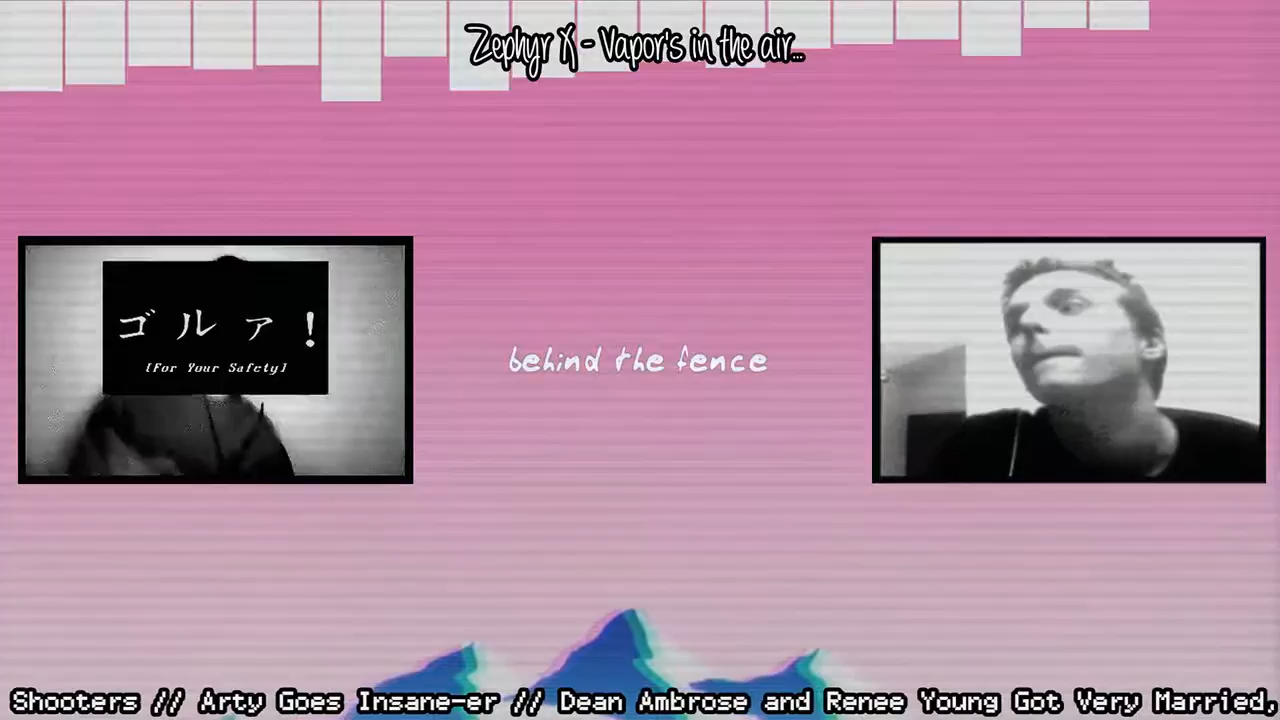 Zephyr X - Vapor's in the air...
ゴルァ!
[For Your Safety]
behind the fence
Shooters // Arty Goes Insane-er // Dean Ambrose and Renee Young Got Very Married,